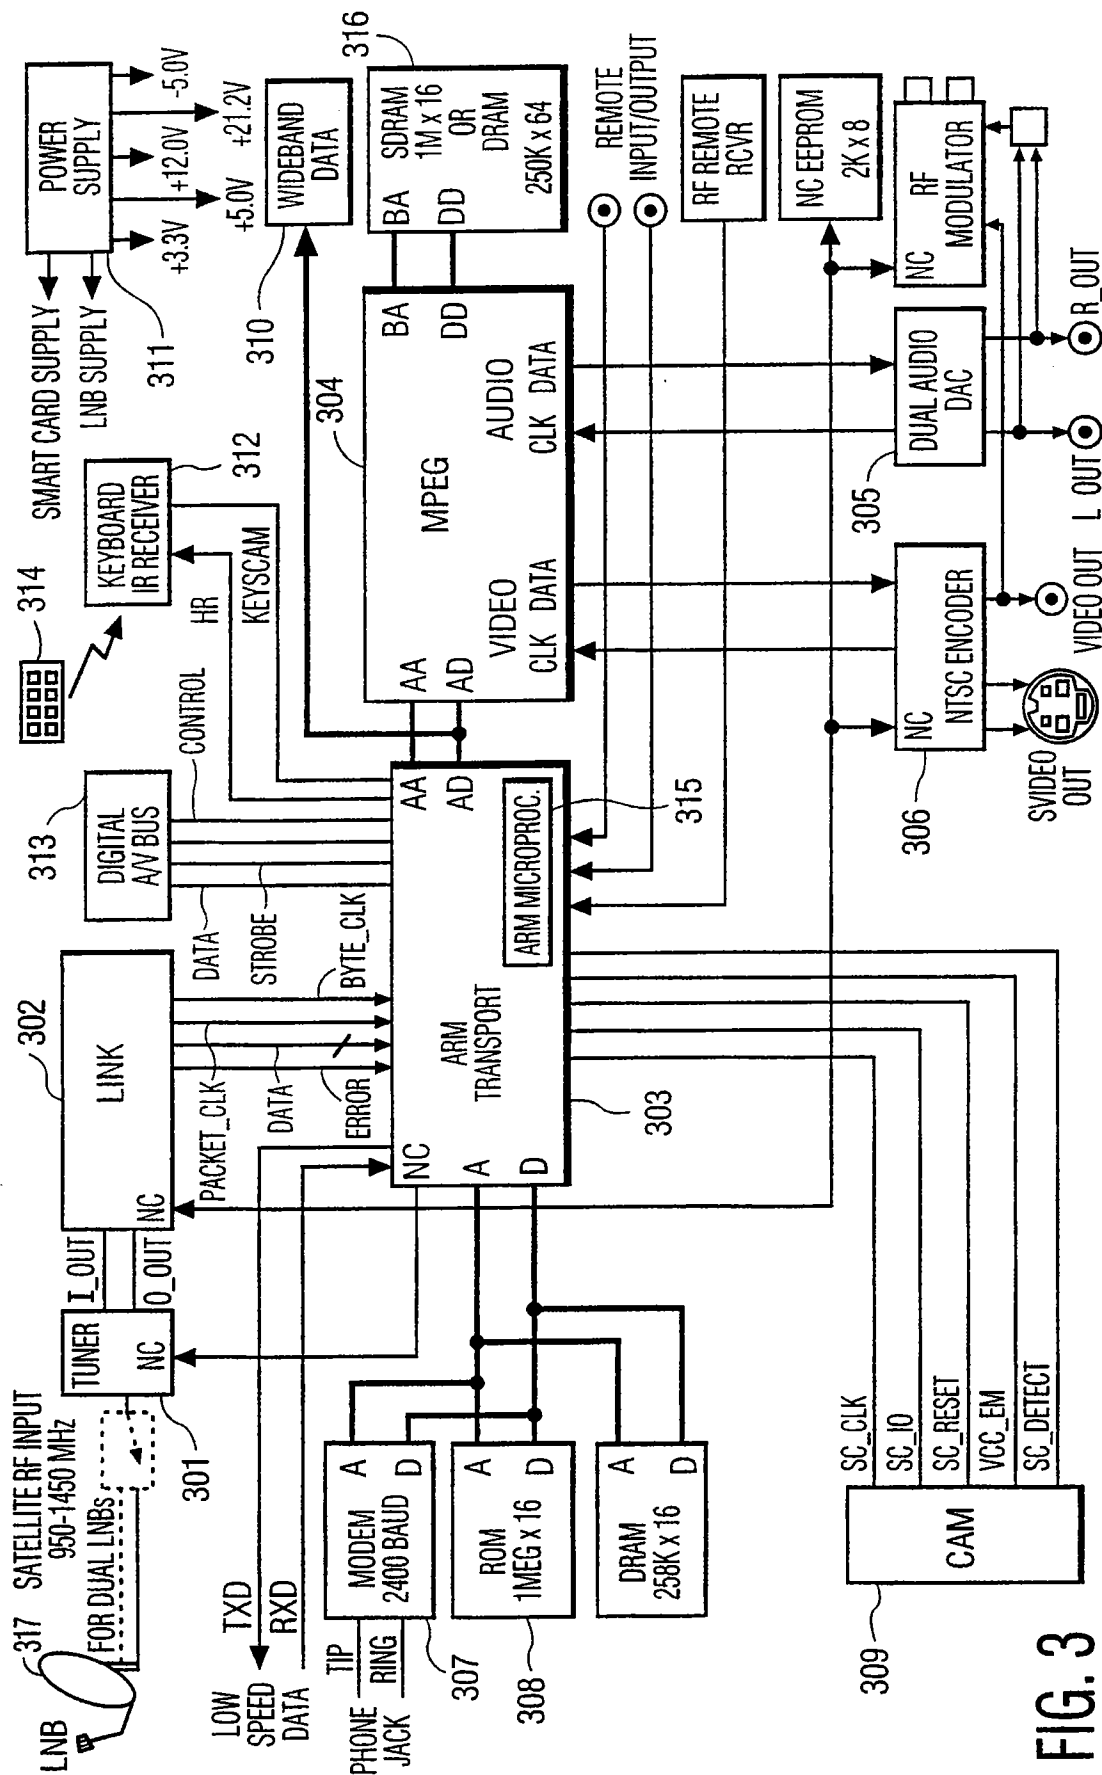 LNB
317
SATELLITE RF INPUT
950-1450 MHz
FOR DUAL LNBs
301
TUNER
NC
I_OUT
O_OUT
302
LINK
NC
PACKET_CLK
DATA
ERROR
BYTE_CLK
313
DIGITAL
A/V BUS
DATA
STROBE
CONTROL
314
KEYBOARD
IR RECEIVER
312
HR
KEYSCAM
SMART CARD SUPPLY
LNB SUPPLY
311
POWER
SUPPLY
+3.3V
+5.0V
+12.0V
+21.2V
-5.0V
310
WIDEBAND
DATA
316
LOW
SPEED
DATA
TXD
RXD
PHONE
JACK
TIP
RING
307
MODEM
2400 BAUD
A
D
308
ROM
1MEG x 16
A
D
DRAM
258K x 16
A
D
NC
A
D
ARM
TRANSPORT
303
ARM MICROPROC.
315
AA
AD
304
AA
AD
MPEG
VIDEO
CLK DATA
AUDIO
CLK DATA
BA
DD
BA
DD
SDRAM
1M x 16
OR
DRAM
250K x 64
REMOTE
INPUT/OUTPUT
RF REMOTE
RCVR
NC EEPROM
2K x 8
309
CAM
SC_CLK
SC_IO
SC_RESET
VCC_EM
SC_DETECT
306
NC
NTSC ENCODER
SVIDEO
OUT
VIDEO OUT
305
DUAL AUDIO
DAC
L OUT
R_OUT
NC
RF
MODULATOR
FIG. 3